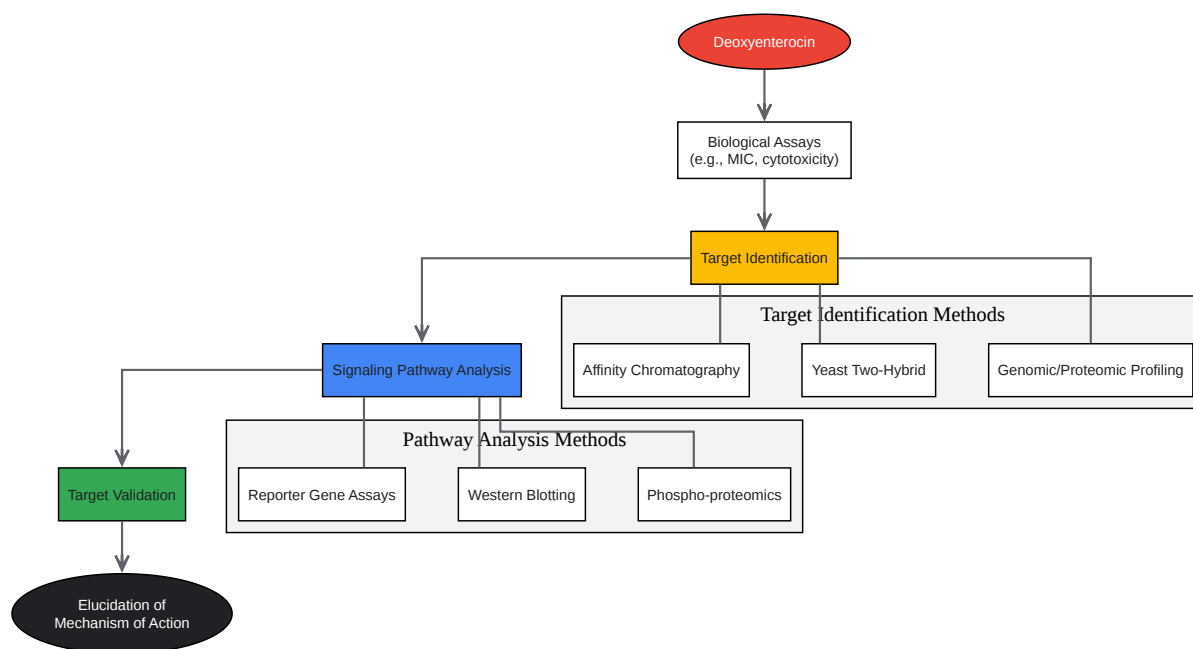 Deoxyenterocin
Biological Assays
(e.g., MIC, cytotoxicity)
Target Identification
Target Identification Methods
Affinity Chromatography
Yeast Two-Hybrid
Genomic/Proteomic Profiling
Signaling Pathway Analysis
Pathway Analysis Methods
Reporter Gene Assays
Western Blotting
Phospho-proteomics
Target Validation
Elucidation of
Mechanism of Action